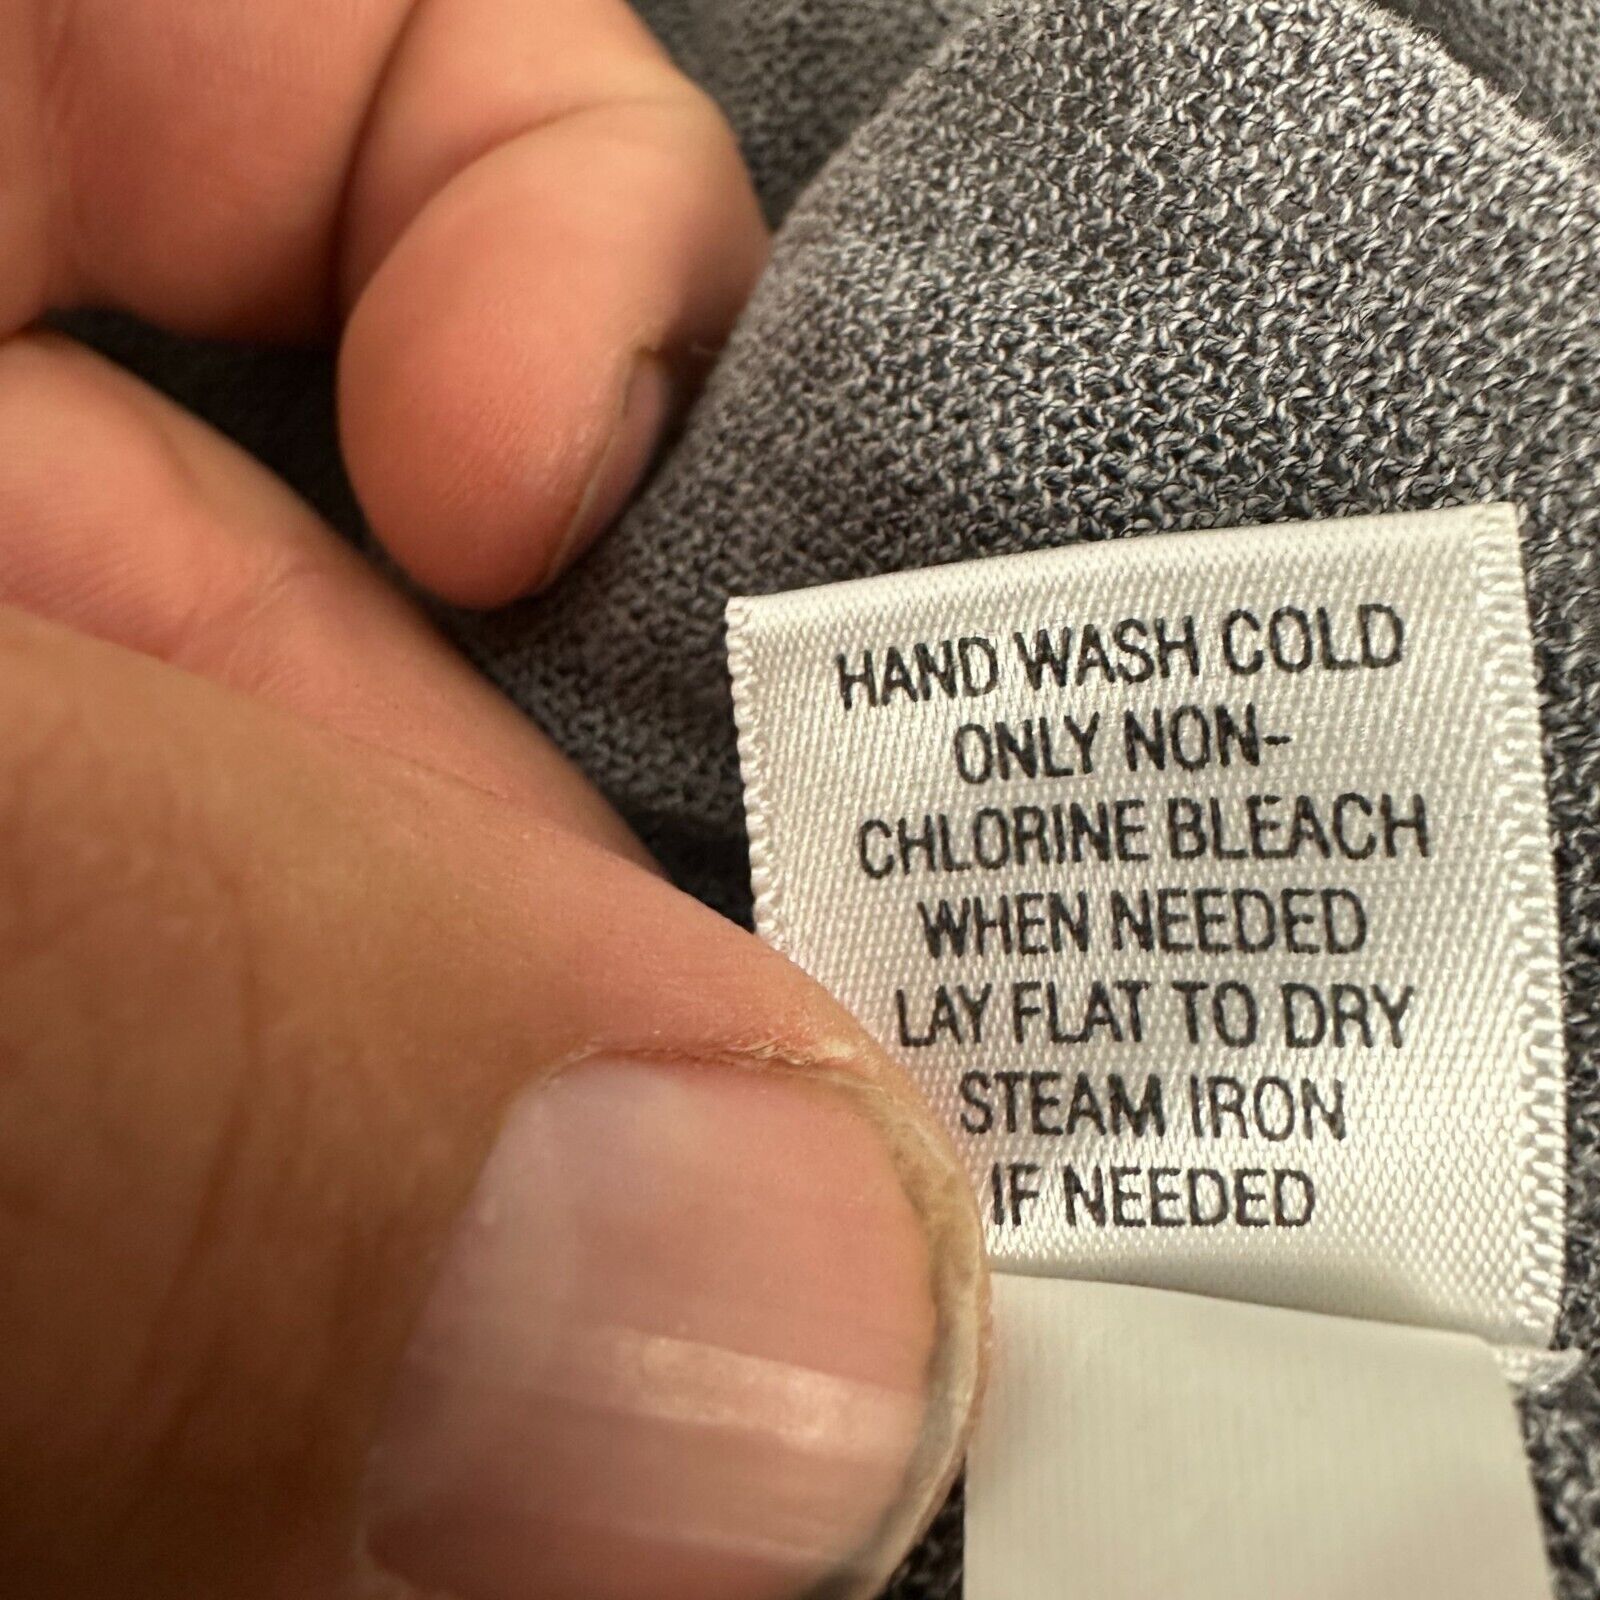 HAND WASH COLD
ONLY NON-
CHLORINE BLEACH
WHEN NEEDED
LAY FLAT TO DRY
STEAM IRON
IF NEEDED